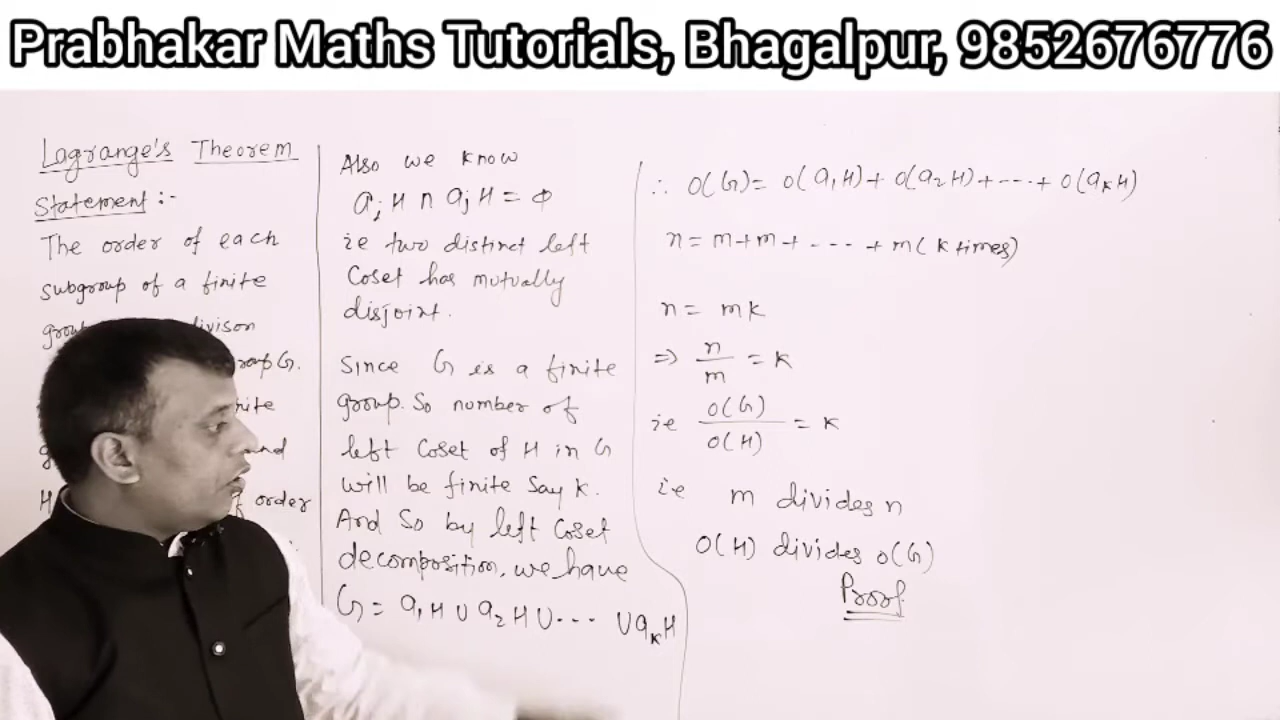 Prabhakar Maths Tutorials, Bhagalpur, 9852676776
Lagrange's Theorem
Statement :-
The order of each
subgroup of a finite
divison
G.
and
H
order
Also we know
aᵢH ∩ aⱼH = ϕ
ie two distinct left
Coset has mutually
disjoint.
Since G is a finite
group. So number of
left Coset of H in G
will be finite Say K.
And So by left Coset
decomposition, we have
G = a₁H ∪ a₂H ∪ --- ∪ aₖH
∴ O(G) = O(a₁H) + O(a₂H) + ---- + O(aₖH)
n = m+m+ - - - - + m (K times)
n = mK
⇒ n/m = K
ie O(G)/O(H) = K
ie m divides n
O(H) divides O(G)
Proof